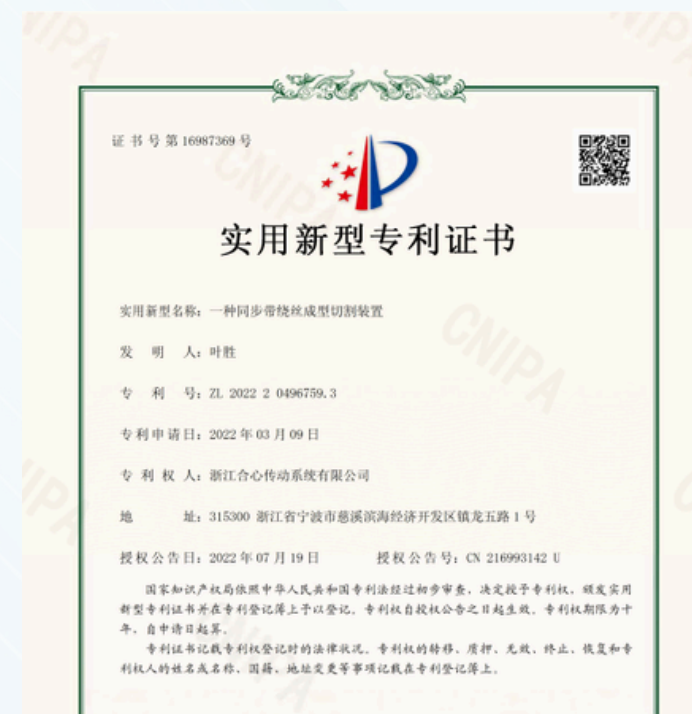 证书号第16987369号
实用新型专利证书
实用新型名称：一种同步带绕丝成型切割装置
发明人：叶胜
专利号：ZL 2022 2 0496759.3
专利申请日：2022年03月09日
专利权人：浙江合心传动系统有限公司
地址：315300 浙江省宁波市慈溪滨海经济开发区镇龙五路1号
授权公告日：2022年07月19日 授权公告号：CN 216993142 U
国家知识产权局依照中华人民共和国专利法经过初步审查，决定授予专利权，颁发实用
新型专利证书并在专利登记簿上予以登记。专利权自授权公告之日起生效。专利权期限为十
年，自申请日起算。
专利证书记载专利权登记时的法律状况。专利权的转移、质押、无效、终止、恢复和专
利权人的姓名或名称、国籍、地址变更等事项记载在专利登记簿上。
CNIPA
CNIPA
CNIPA
CNIPA